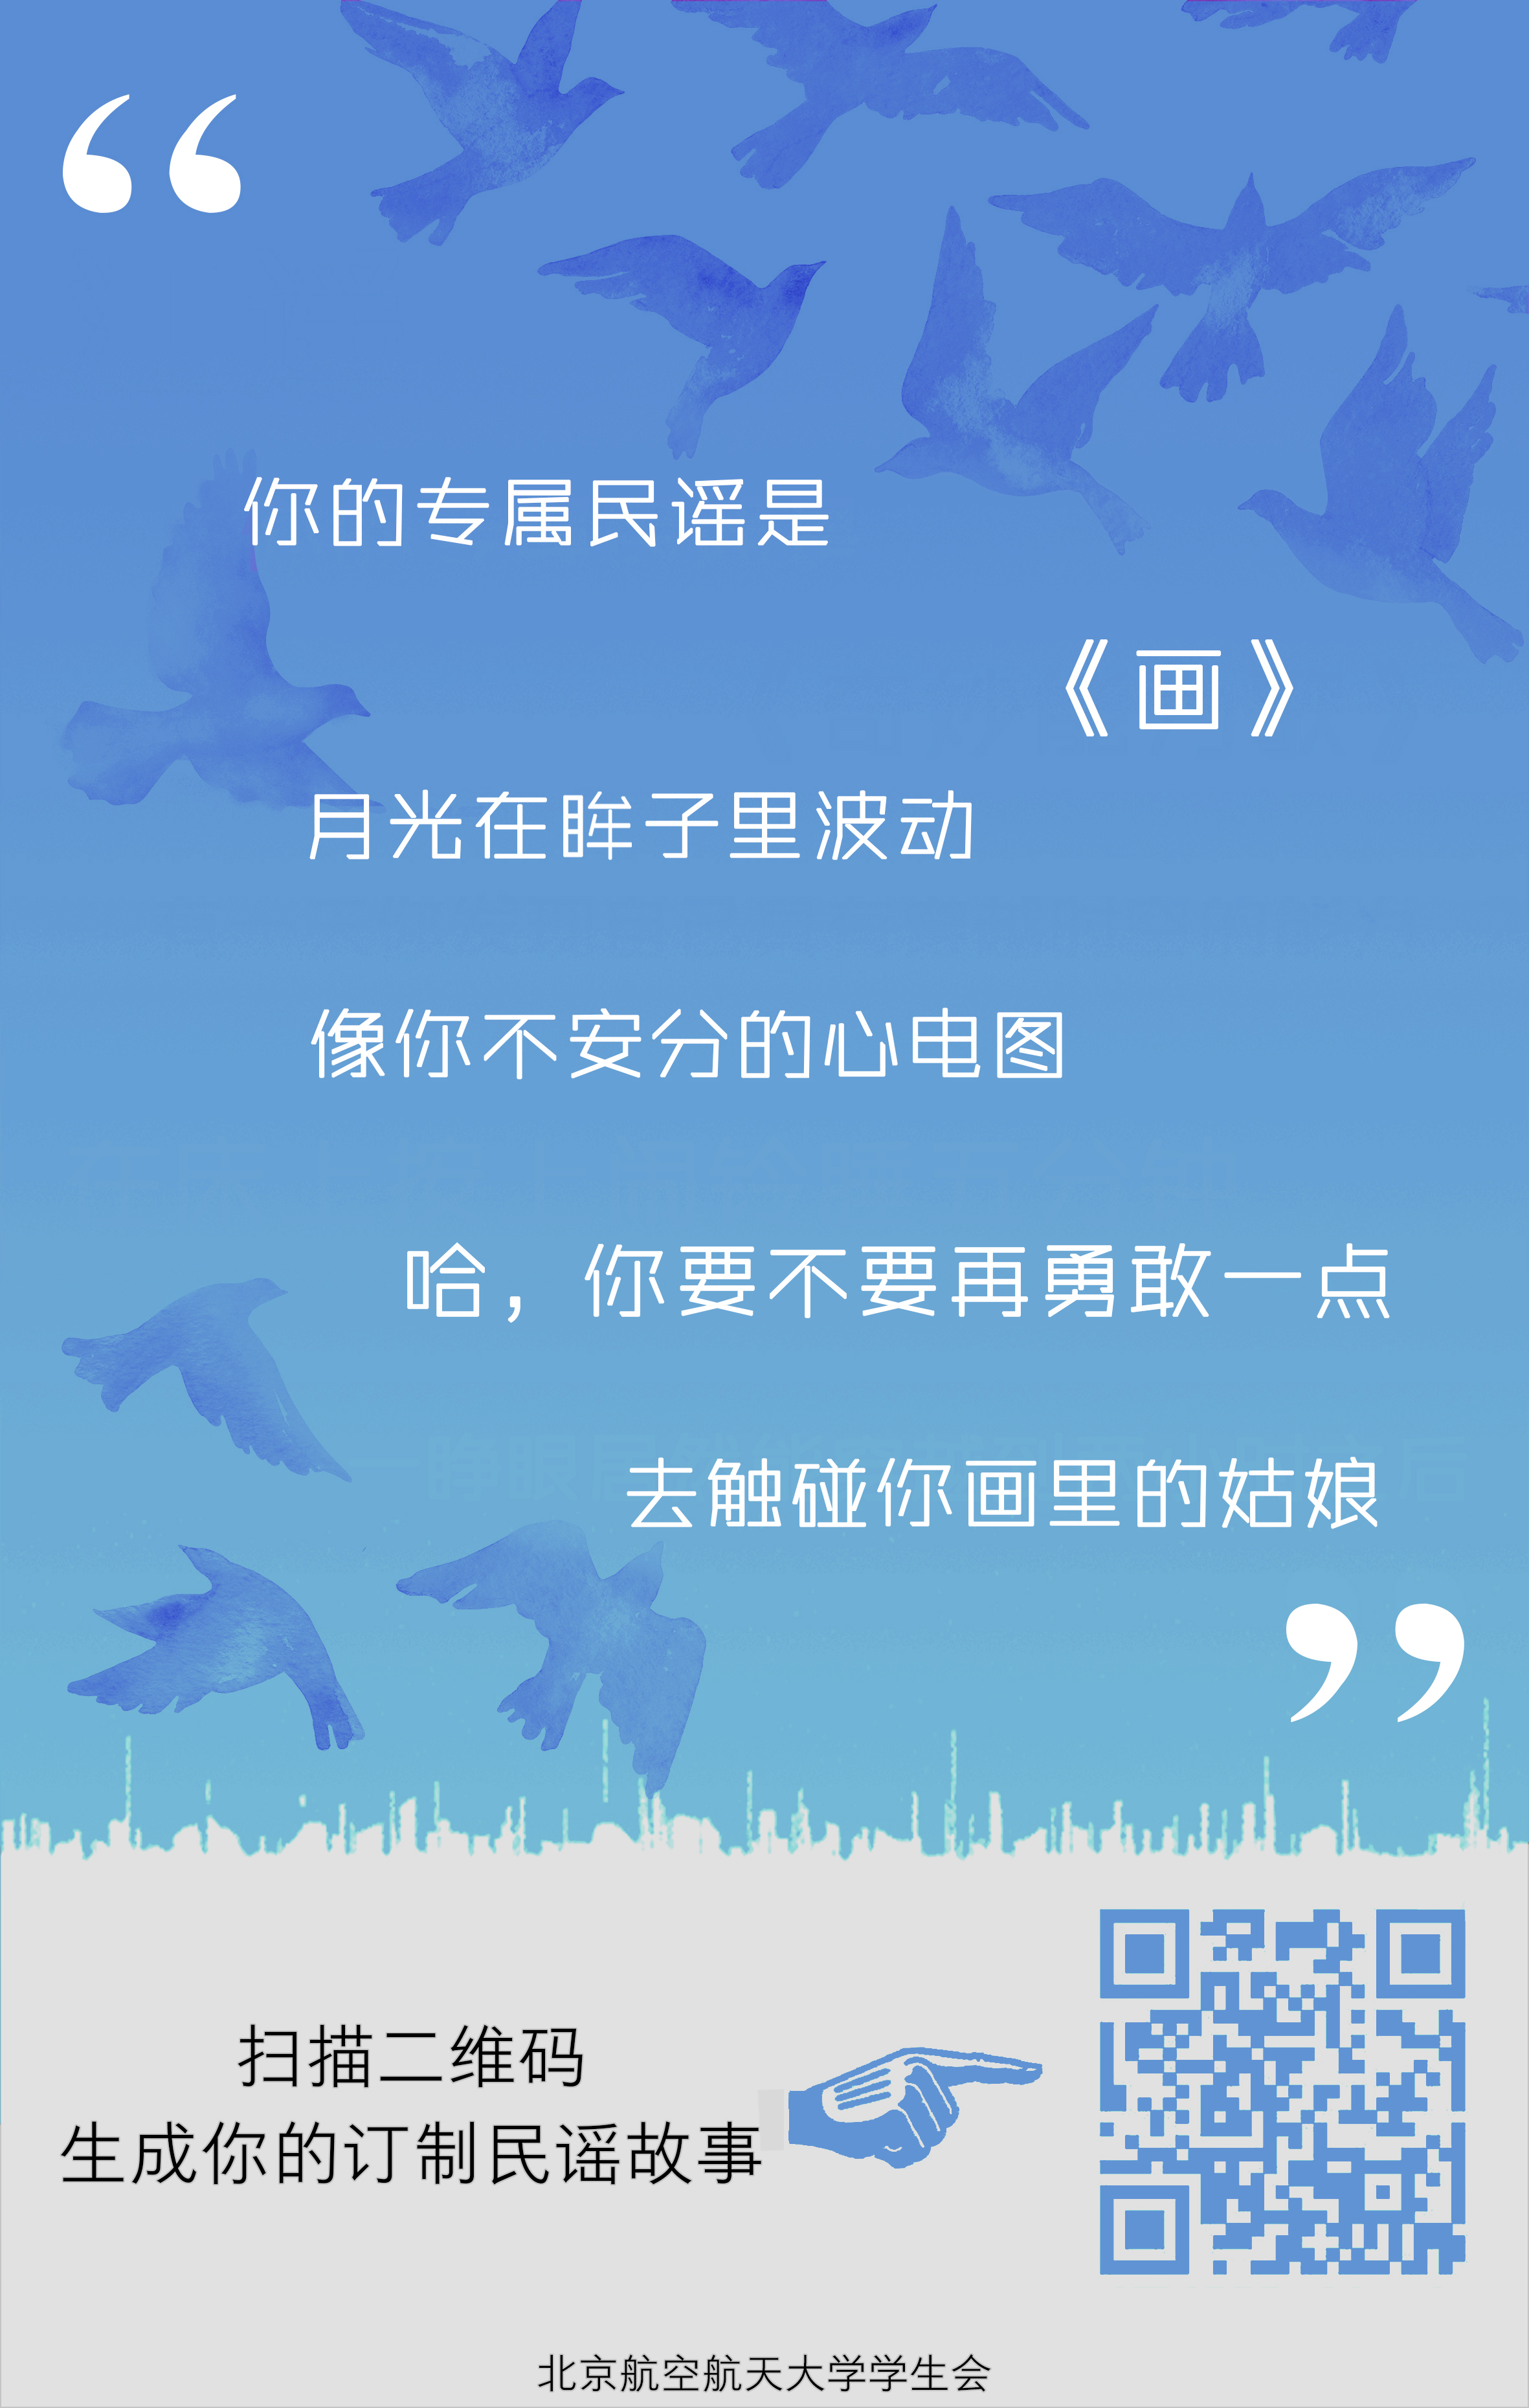 “
你的专属民谣是
《画》
月光在眸子里波动
像你不安分的心电图
哈，你要不要再勇敢一点
去触碰你画里的姑娘
”
扫描二维码
生成你的订制民谣故事
北京航空航天大学学生会